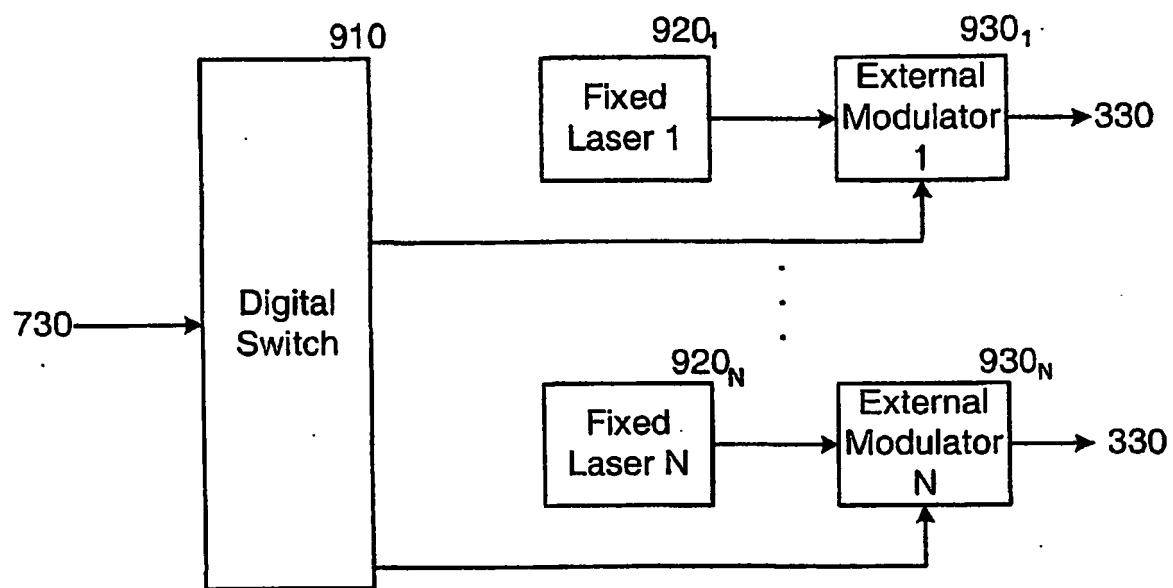 910
920₁
930₁
Fixed
Laser 1
External
Modulator
1
330
Digital
Switch
730
920N
930N
Fixed
Laser N
External
Modulator
N
330